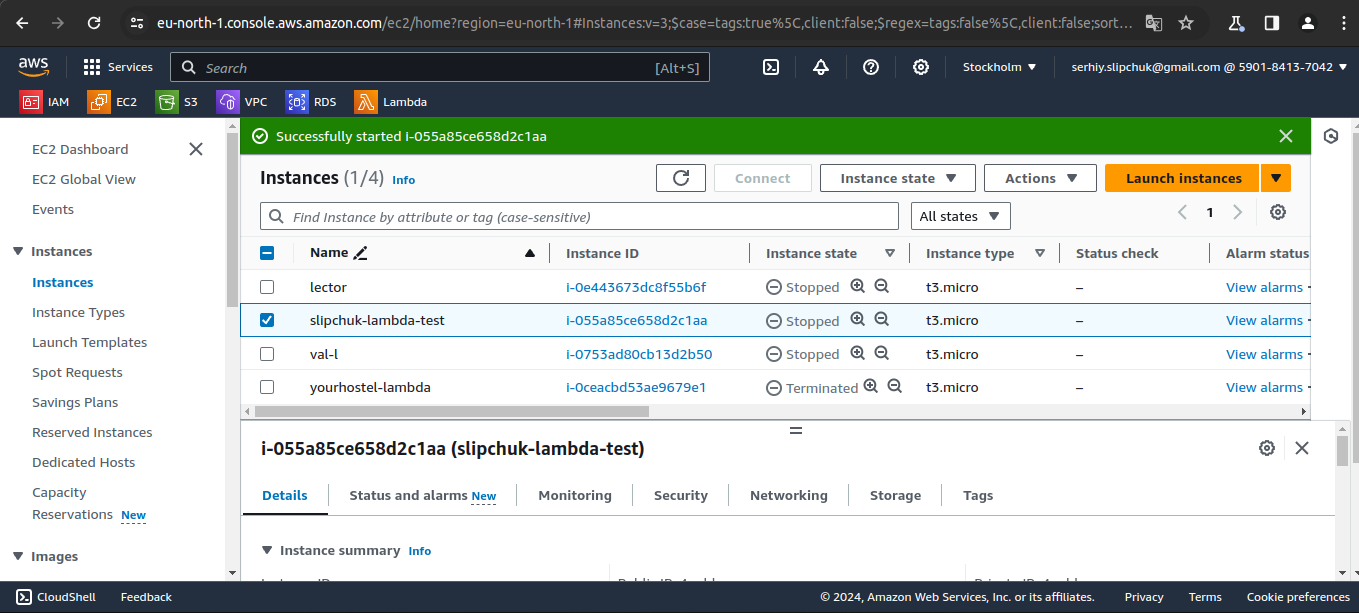 eu-north-1.console.aws.amazon.com/ec2/home?region=eu-north-1#Instances:v=3;$case=tags:true%5C,client:false;$regex=tags:false%5C,client:false;sort...
aws Services Search [Alt+S] Stockholm serhiy.slipchuk@gmail.com @ 5901-8413-7042
IAM EC2 S3 VPC RDS Lambda
Successfully started i-055a85ce658d2c1aa
EC2 Dashboard
EC2 Global View
Events
Instances
Instances
Instance Types
Launch Templates
Spot Requests
Savings Plans
Reserved Instances
Dedicated Hosts
Capacity
Reservations New
Images
Instances (1/4) Info Connect Instance state Actions Launch instances
Find Instance by attribute or tag (case-sensitive) All states 1
Name Instance ID Instance state Instance type Status check Alarm status
lector i-0e443673dc8f55b6f Stopped t3.micro – View alarms
slipchuk-lambda-test i-055a85ce658d2c1aa Stopped t3.micro – View alarms
val-l i-0753ad80cb13d2b50 Stopped t3.micro – View alarms
yourhostel-lambda i-0ceacbd53ae9679e1 Terminated t3.micro – View alarms
i-055a85ce658d2c1aa (slipchuk-lambda-test)
Details Status and alarms New Monitoring Security Networking Storage Tags
Instance summary Info
CloudShell Feedback © 2024, Amazon Web Services, Inc. or its affiliates. Privacy Terms Cookie preferences